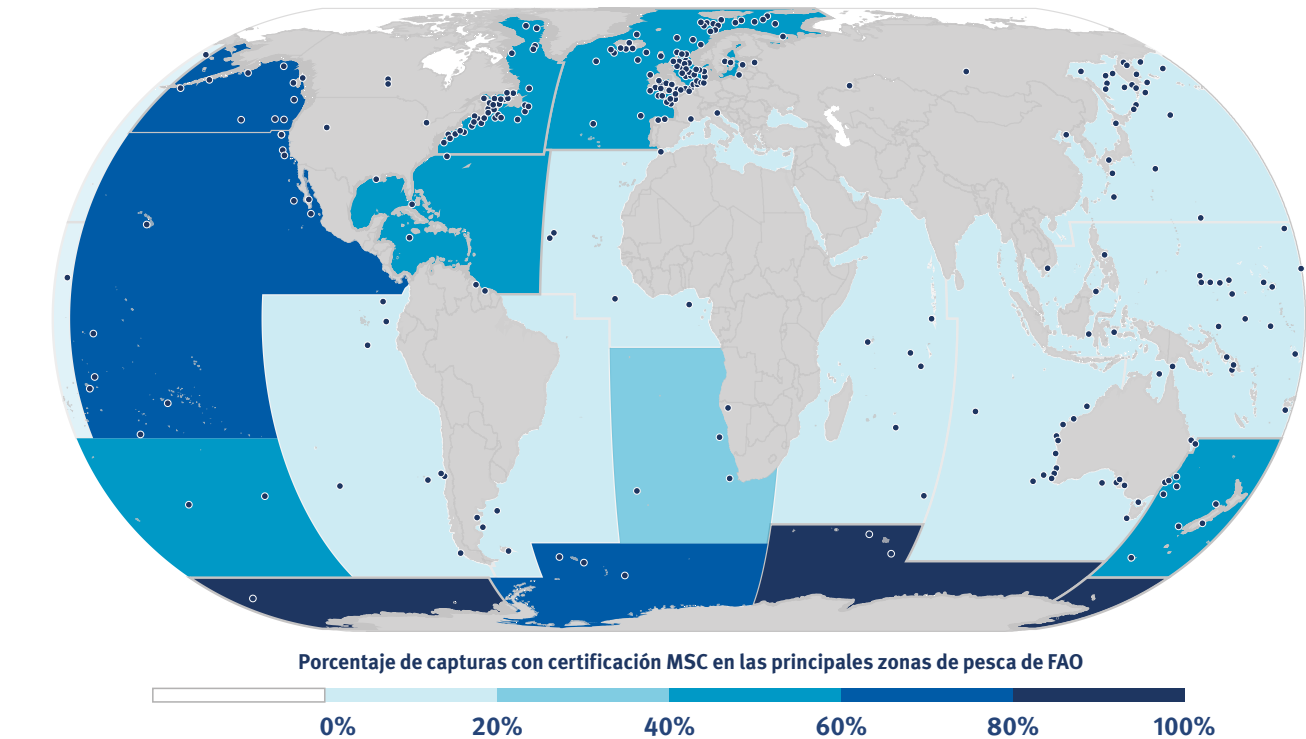 Porcentaje de capturas con certificación MSC en las principales zonas de pesca de FAO
0% 20% 40% 60% 80% 100%